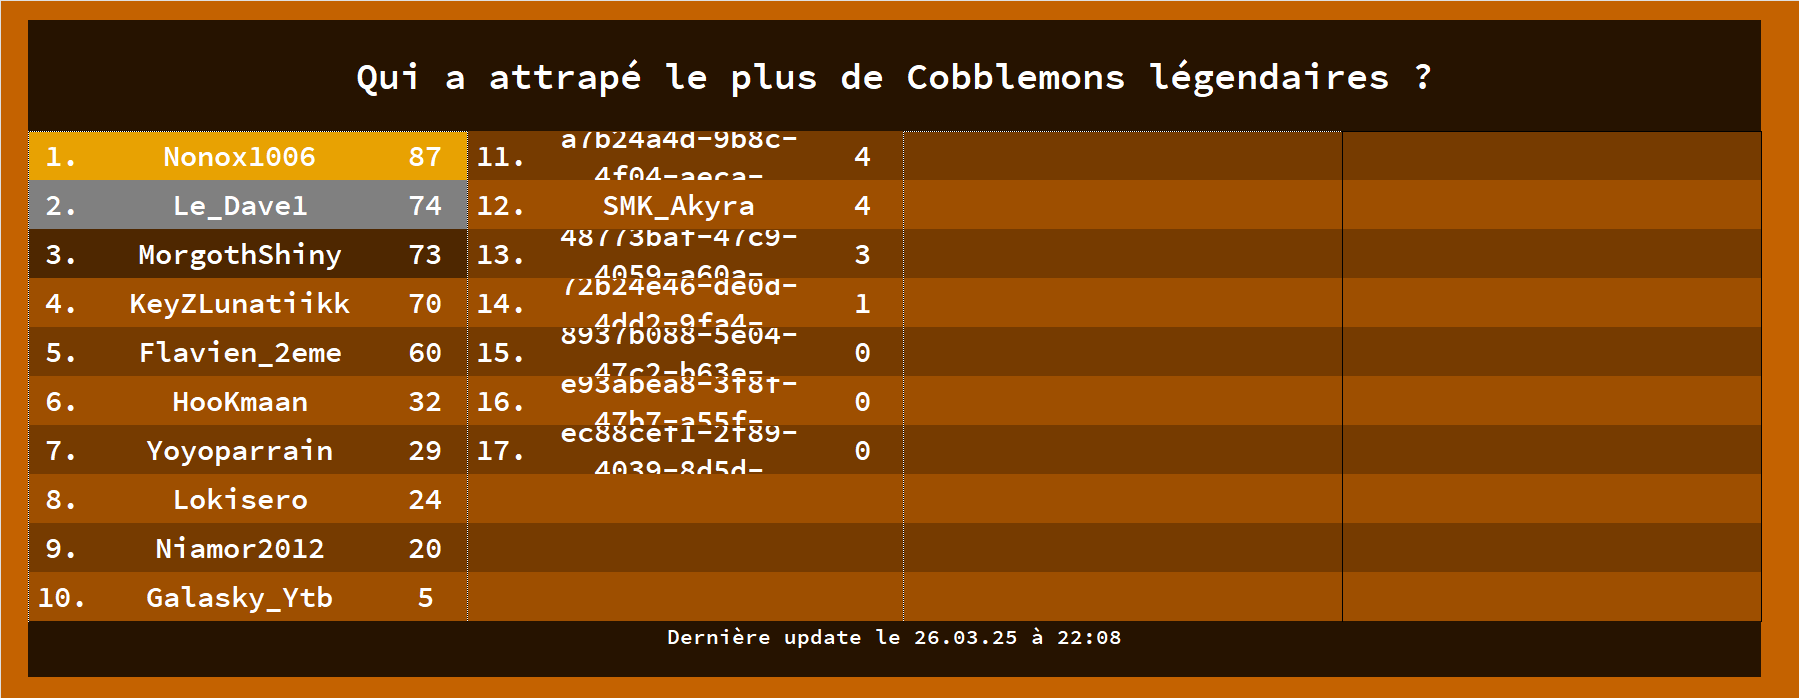 Qui a attrapé le plus de Cobblemons légendaires ?
1. Nonox1006 87
2. Le_Dave1 74
3. MorgothShiny 73
4. KeyZLunatiikk 70
5. Flavien_2eme 60
6. HooKmaan 32
7. Yoyoparrain 29
8. Lokisero 24
9. Niamor2012 20
10. Galasky_Ytb 5
11. a7b24a4d-9b8c-4f04-aeca- 4
12. SMK_Akyra 4
13. 48773baf-47c9-4059-a60a- 3
14. 72b24e46-de0d-4dd2-9fa4- 1
15. 8937b088-5e04-47c2-b63e- 0
16. e93abea8-3f8f-47b7-a55f- 0
17. ec88cef1-2f89-4039-8d5d- 0
Dernière update le 26.03.25 à 22:08